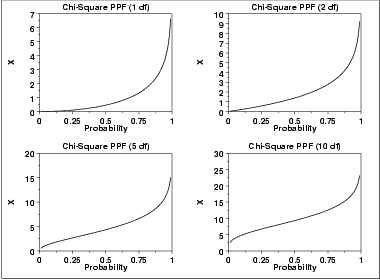 Chi-Square PPF (1 df)
7
6
5
4
3
2
1
0
X
0 0.25 0.5 0.75 1
Probability
Chi-Square PPF (2 df)
10
9
8
7
6
5
4
3
2
1
0
X
0 0.25 0.5 0.75 1
Probability
Chi-Square PPF (5 df)
20
15
10
5
0
X
0 0.25 0.5 0.75 1
Probability
Chi-Square PPF (10 df)
30
25
20
15
10
5
0
X
0 0.25 0.5 0.75 1
Probability